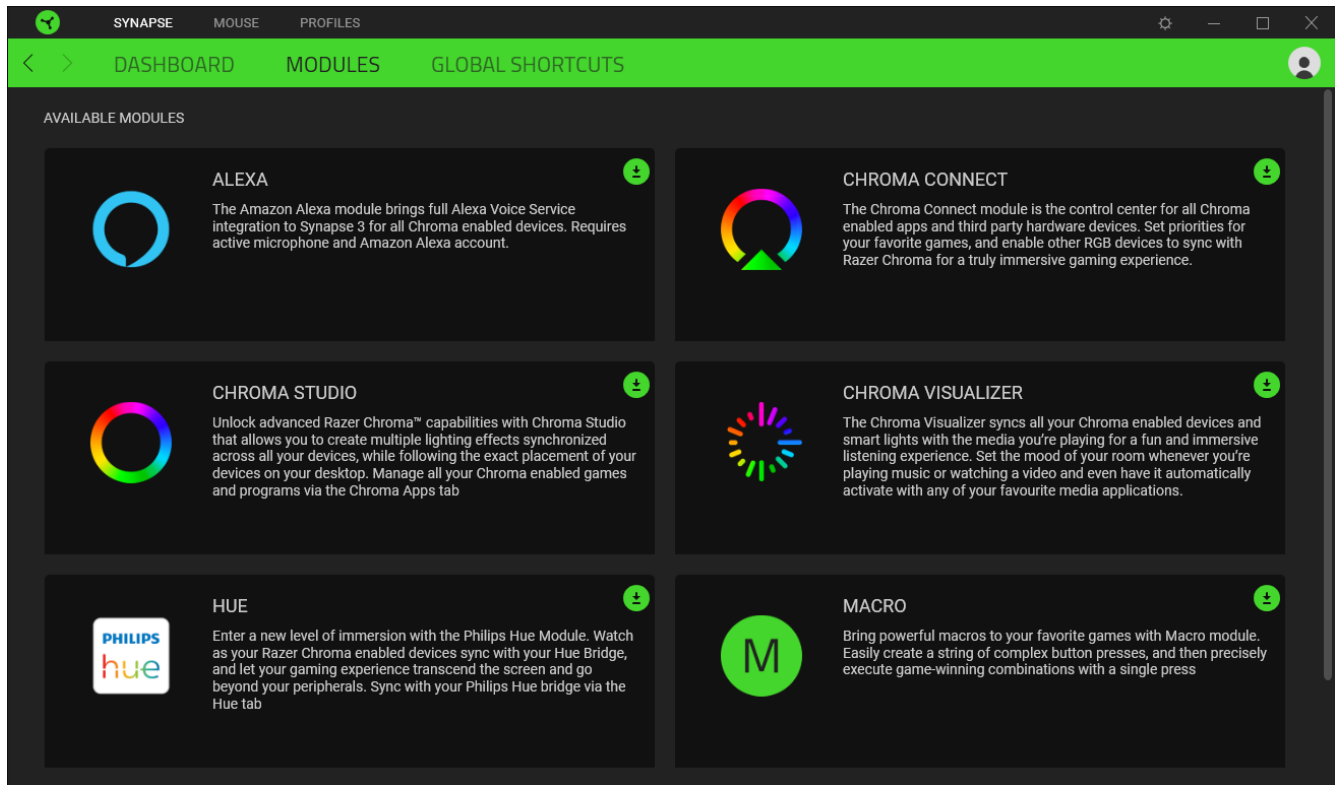 SYNAPSE MOUSE PROFILES
DASHBOARD MODULES GLOBAL SHORTCUTS
AVAILABLE MODULES
ALEXA
The Amazon Alexa module brings full Alexa Voice Service
integration to Synapse 3 for all Chroma enabled devices. Requires
active microphone and Amazon Alexa account.
CHROMA CONNECT
The Chroma Connect module is the control center for all Chroma
enabled apps and third party hardware devices. Set priorities for
your favorite games, and enable other RGB devices to sync with
Razer Chroma for a truly immersive gaming experience.
CHROMA STUDIO
Unlock advanced Razer Chroma™ capabilities with Chroma Studio
that allows you to create multiple lighting effects synchronized
across all your devices, while following the exact placement of your
devices on your desktop. Manage all your Chroma enabled games
and programs via the Chroma Apps tab
CHROMA VISUALIZER
The Chroma Visualizer syncs all your Chroma enabled devices and
smart lights with the media you're playing for a fun and immersive
listening experience. Set the mood of your room whenever you're
playing music or watching a video and even have it automatically
activate with any of your favourite media applications.
PHILIPS
hue
HUE
Enter a new level of immersion with the Philips Hue Module. Watch
as your Razer Chroma enabled devices sync with your Hue Bridge,
and let your gaming experience transcend the screen and go
beyond your peripherals. Sync with your Philips Hue bridge via the
Hue tab
M
MACRO
Bring powerful macros to your favorite games with Macro module.
Easily create a string of complex button presses, and then precisely
execute game-winning combinations with a single press